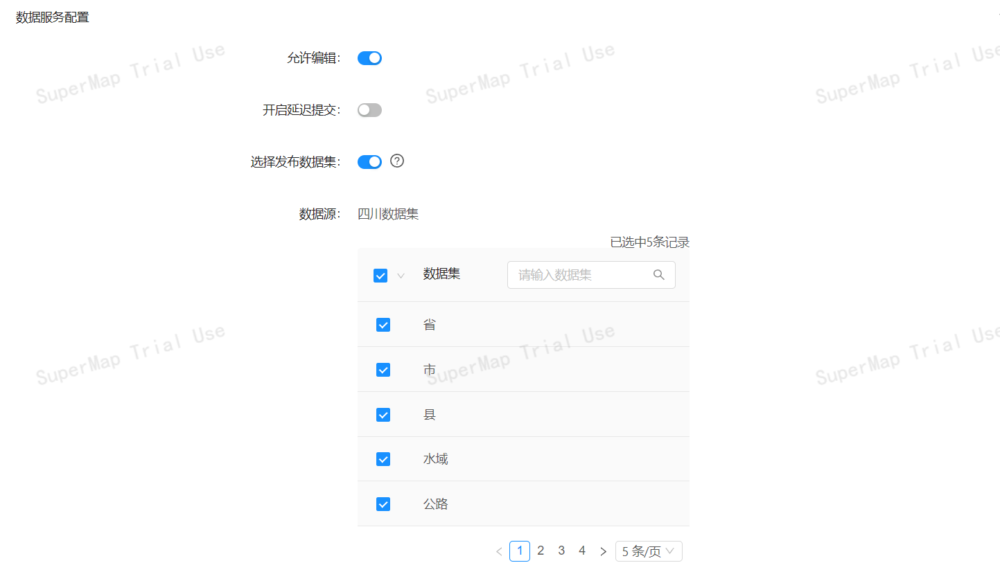 数据服务配置
允许编辑：
SuperMap Trial Use
SuperMap Trial Use
SuperMap Trial Use
开启延迟提交：
选择发布数据集： ?
数据源： 四川数据集
已选中5条记录
数据集 请输入数据集
省
SuperMap Trial Use
SuperMap Trial Use
SuperMap Trial Use
市
县
水域
公路
< 1 2 3 4 > 5 条/页